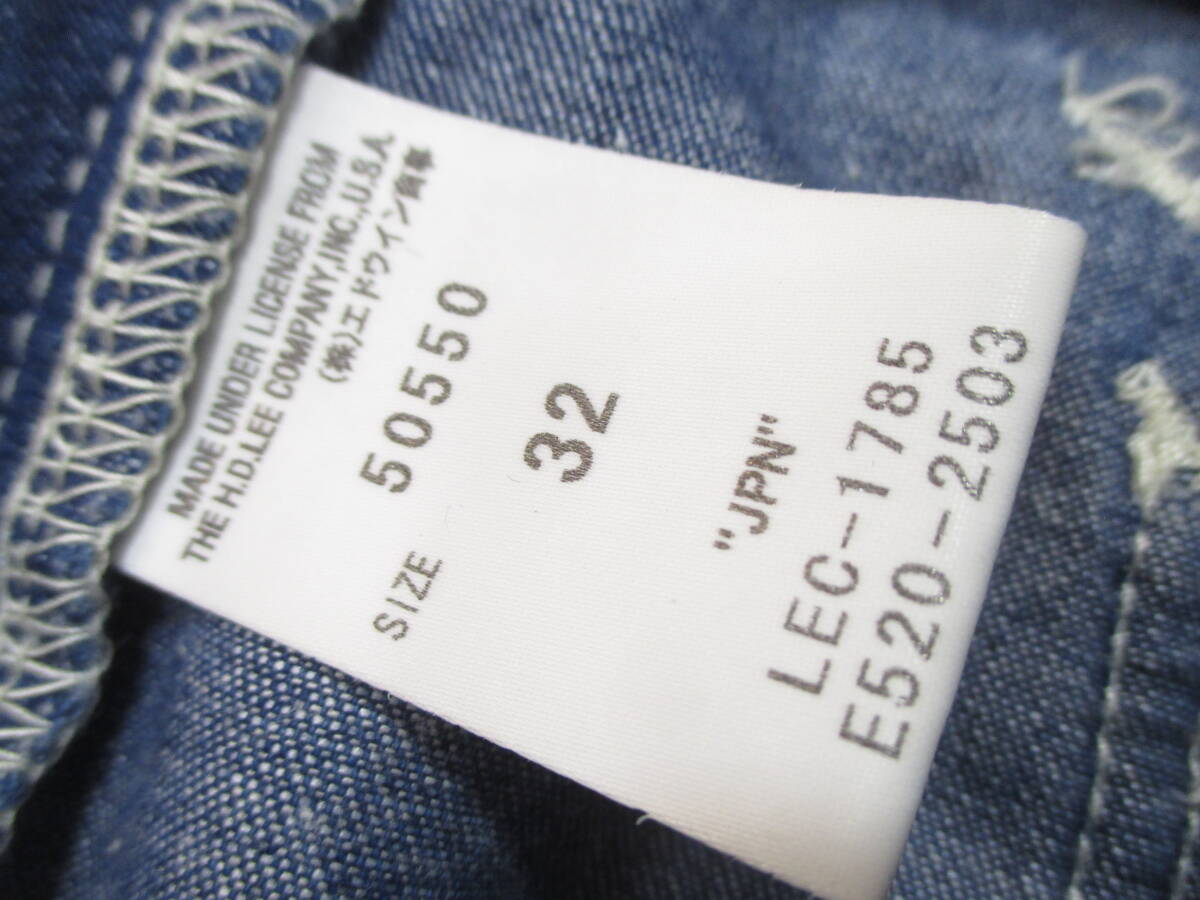 MADE UNDER LICENSE FROM
THE H.D.LEE COMPANY,INC.,U.S.A.
(株)エドウイン商事
50550
SIZE 32
"JPN"
LEC-1785
E520-2503